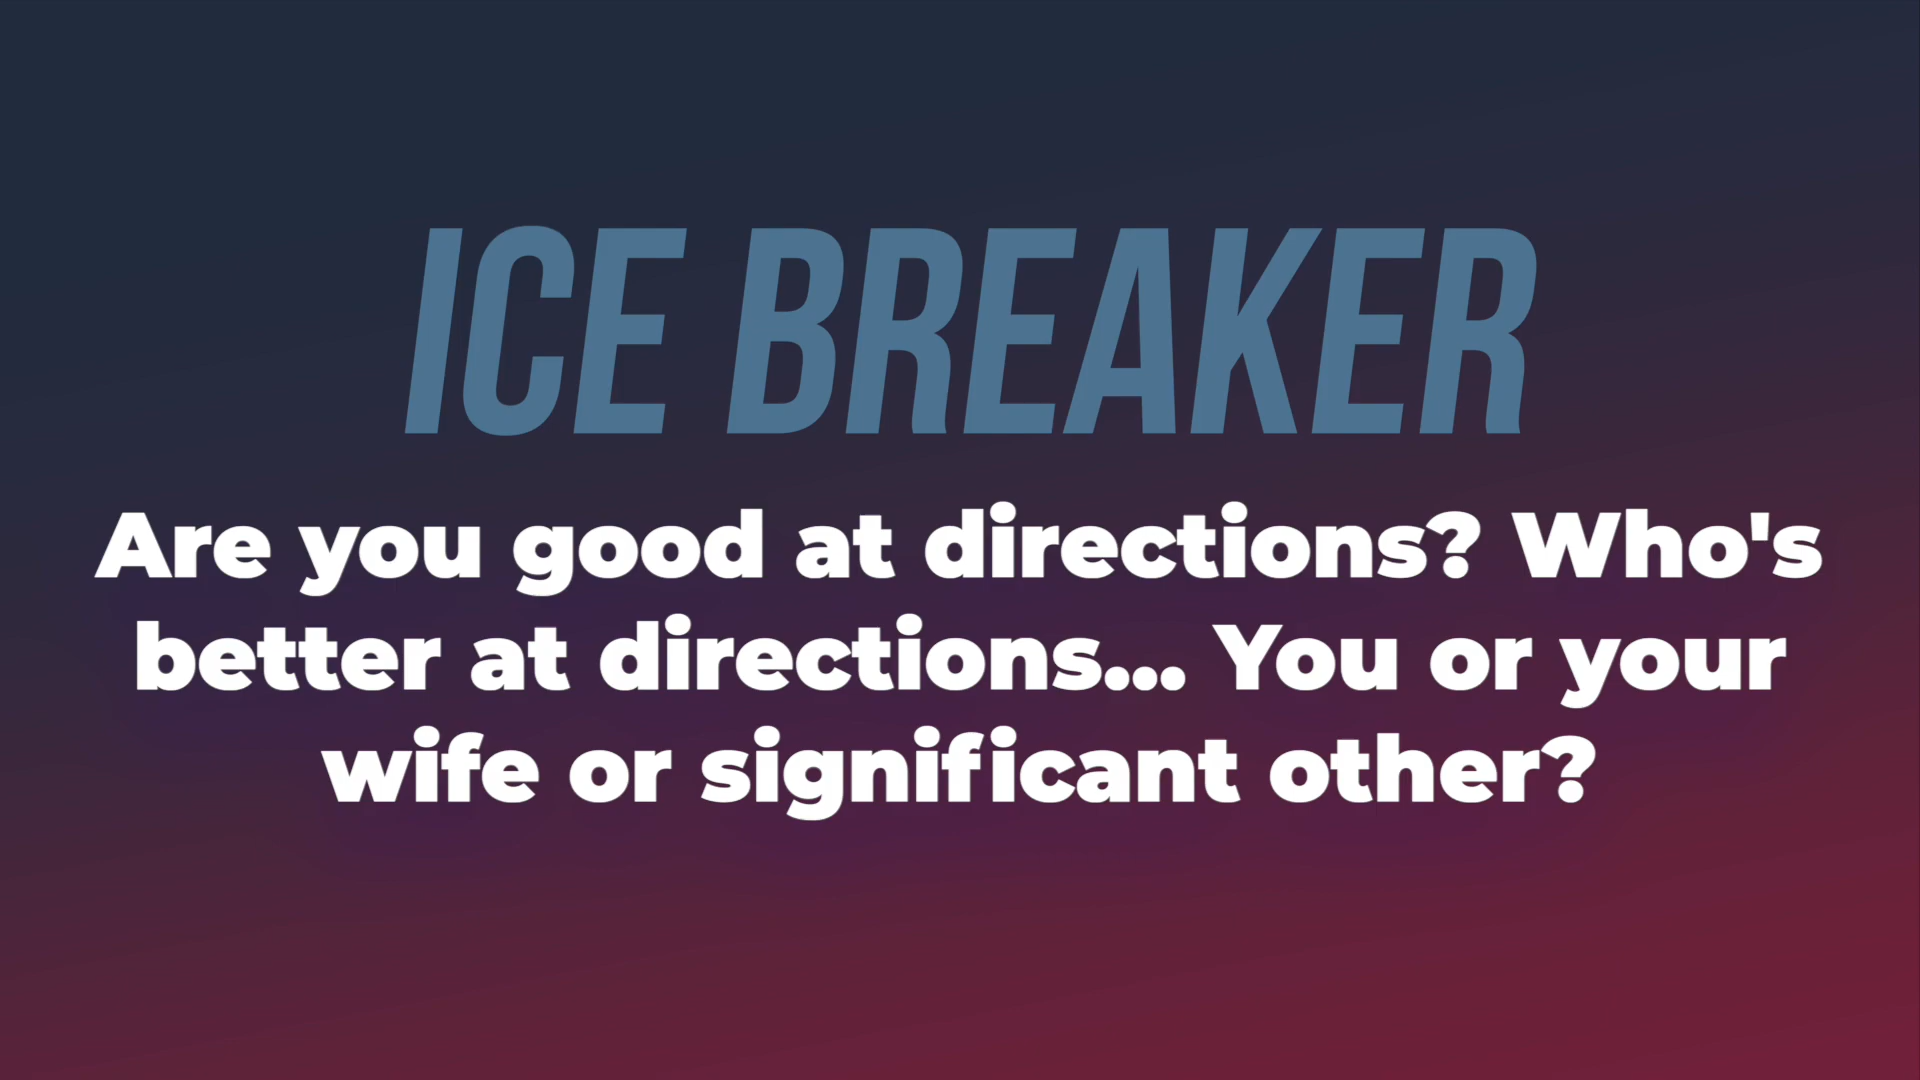 ICE BREAKER
Are you good at directions? Who's
better at directions... You or your
wife or significant other?